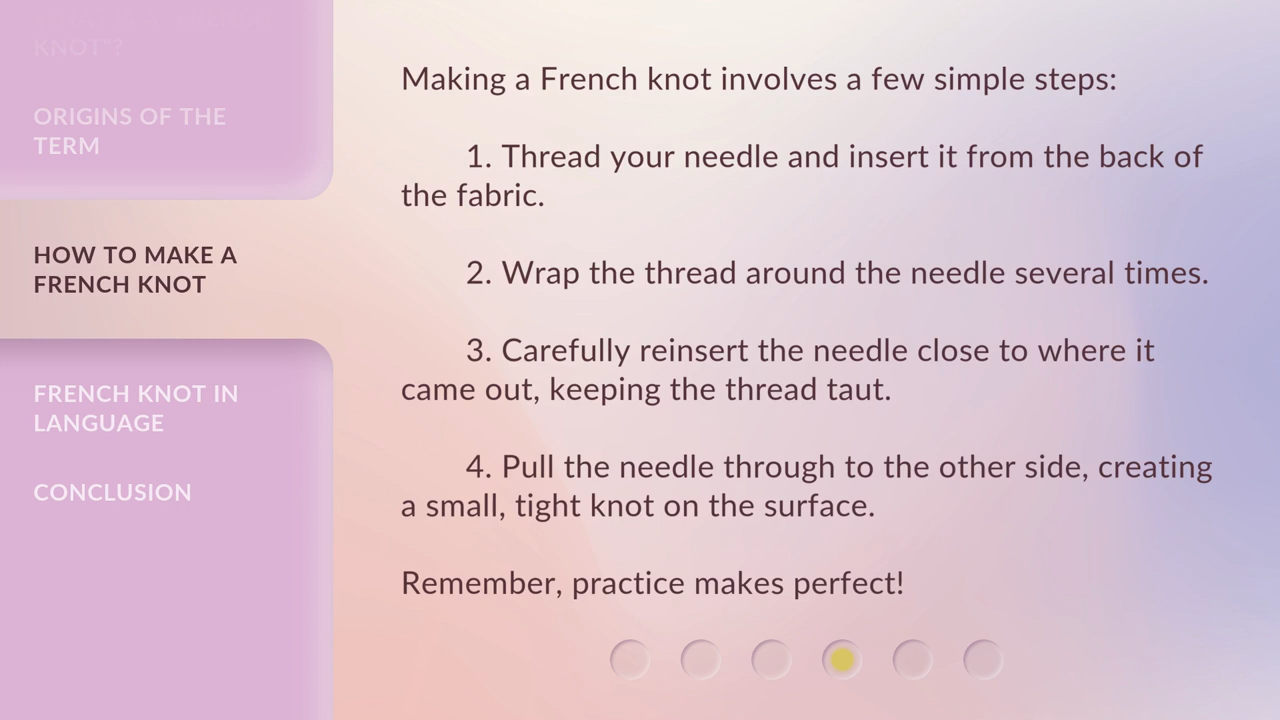 KNOT"?
ORIGINS OF THE
TERM
HOW TO MAKE A
FRENCH KNOT
FRENCH KNOT IN
LANGUAGE
CONCLUSION
Making a French knot involves a few simple steps:
1. Thread your needle and insert it from the back of
the fabric.
2. Wrap the thread around the needle several times.
3. Carefully reinsert the needle close to where it
came out, keeping the thread taut.
4. Pull the needle through to the other side, creating
a small, tight knot on the surface.
Remember, practice makes perfect!